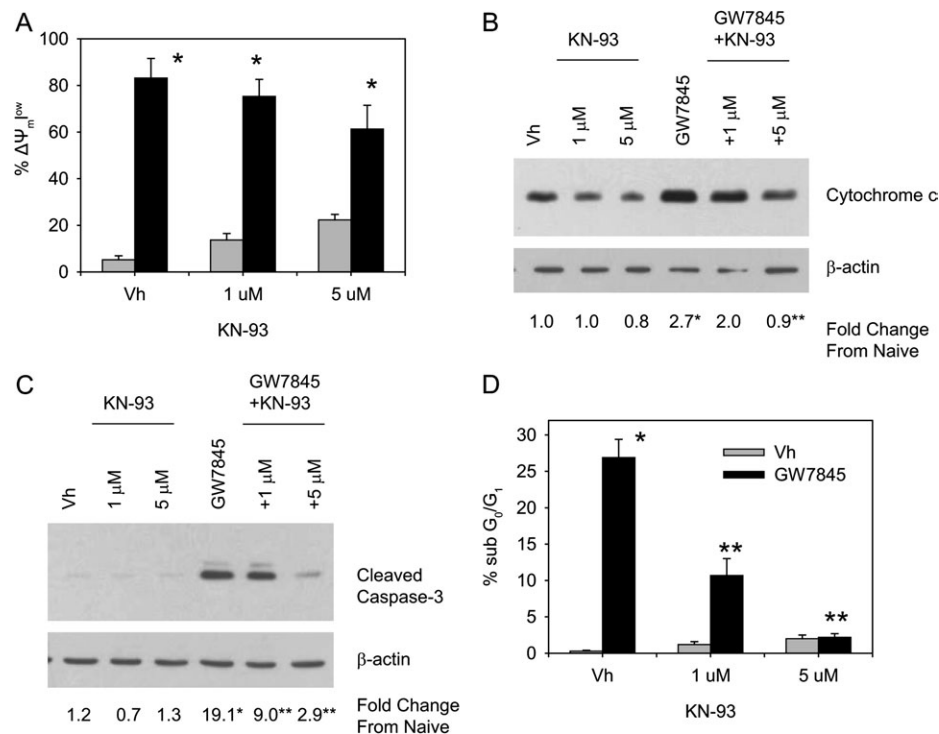 A
100
80
60
40
20
0
% ΔΨm|ow
*
*
*
Vh
1 uM
5 uM
KN-93
B
KN-93
GW7845
+KN-93
Vh
1 μM
5 μM
GW7845
+1 μM
+5 μM
Cytochrome c
β-actin
1.0 1.0 0.8 2.7* 2.0 0.9**
Fold Change
From Naive
C
KN-93
GW7845
+KN-93
Vh
1 μM
5 μM
GW7845
+1 μM
+5 μM
Cleaved
Caspase-3
β-actin
1.2 0.7 1.3 19.1* 9.0** 2.9**
Fold Change
From Naive
D
30
25
20
15
10
5
0
% sub G0/G1
*
**
**
Vh
GW7845
Vh
1 uM
5 uM
KN-93